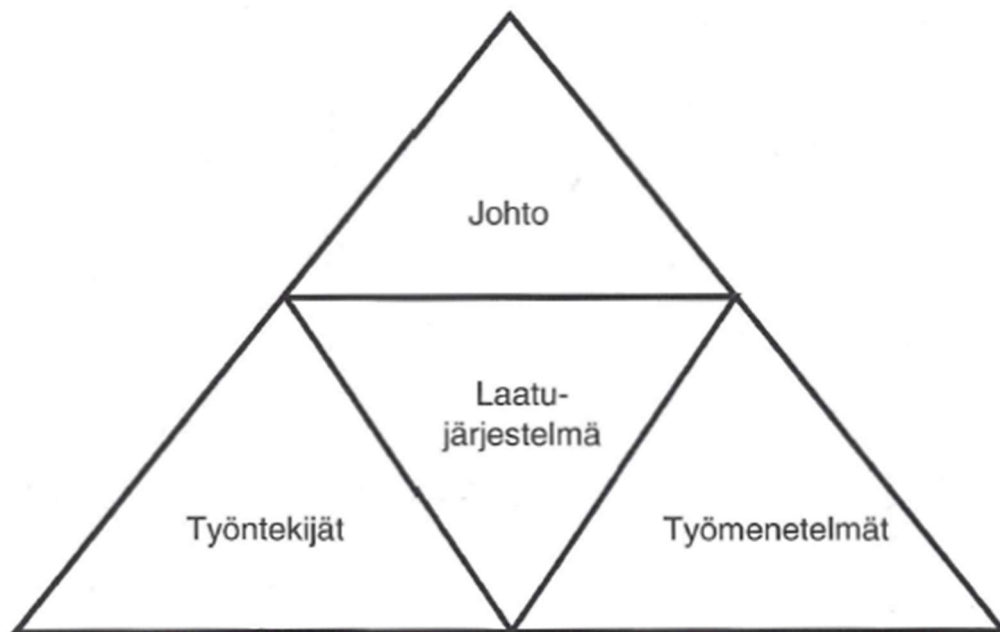 Johto
Laatu-
järjestelmä
Työntekijät
Työmenetelmät